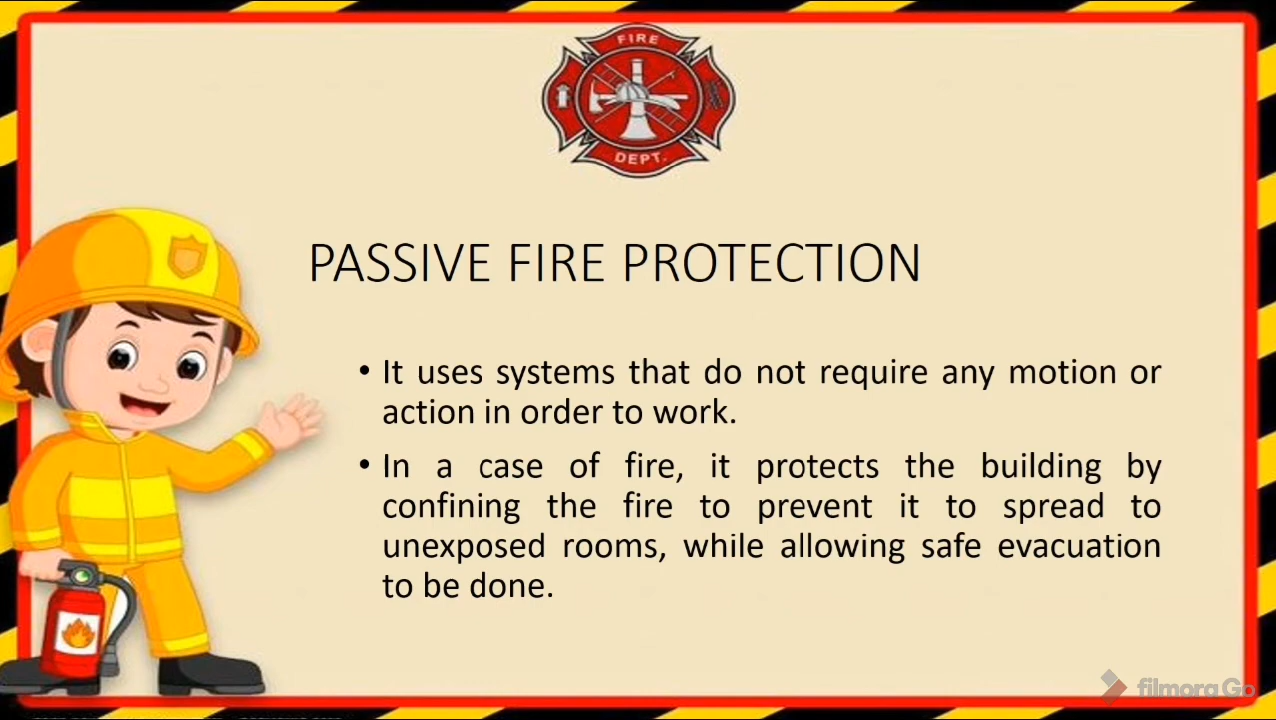 FIRE
DEPT.
PASSIVE FIRE PROTECTION
• It uses systems that do not require any motion or
action in order to work.
• In a case of fire, it protects the building by
confining the fire to prevent it to spread to
unexposed rooms, while allowing safe evacuation
to be done.
filmoraGo